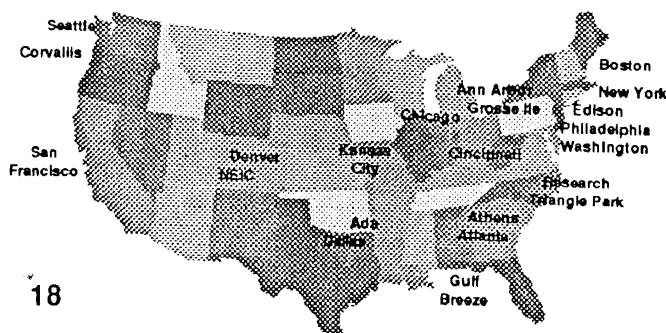 Seattle
Corvallis
Boston
Ann Arbor
New York
Grosse Ile
Edison
Chicago
Philadelphia
Washington
San
Francisco
Denver
NEIC
Kansas
City
Cincinnati
Research
Triangle Park
Ada
Dallas
Athens
Atlanta
Gulf
Breeze
18